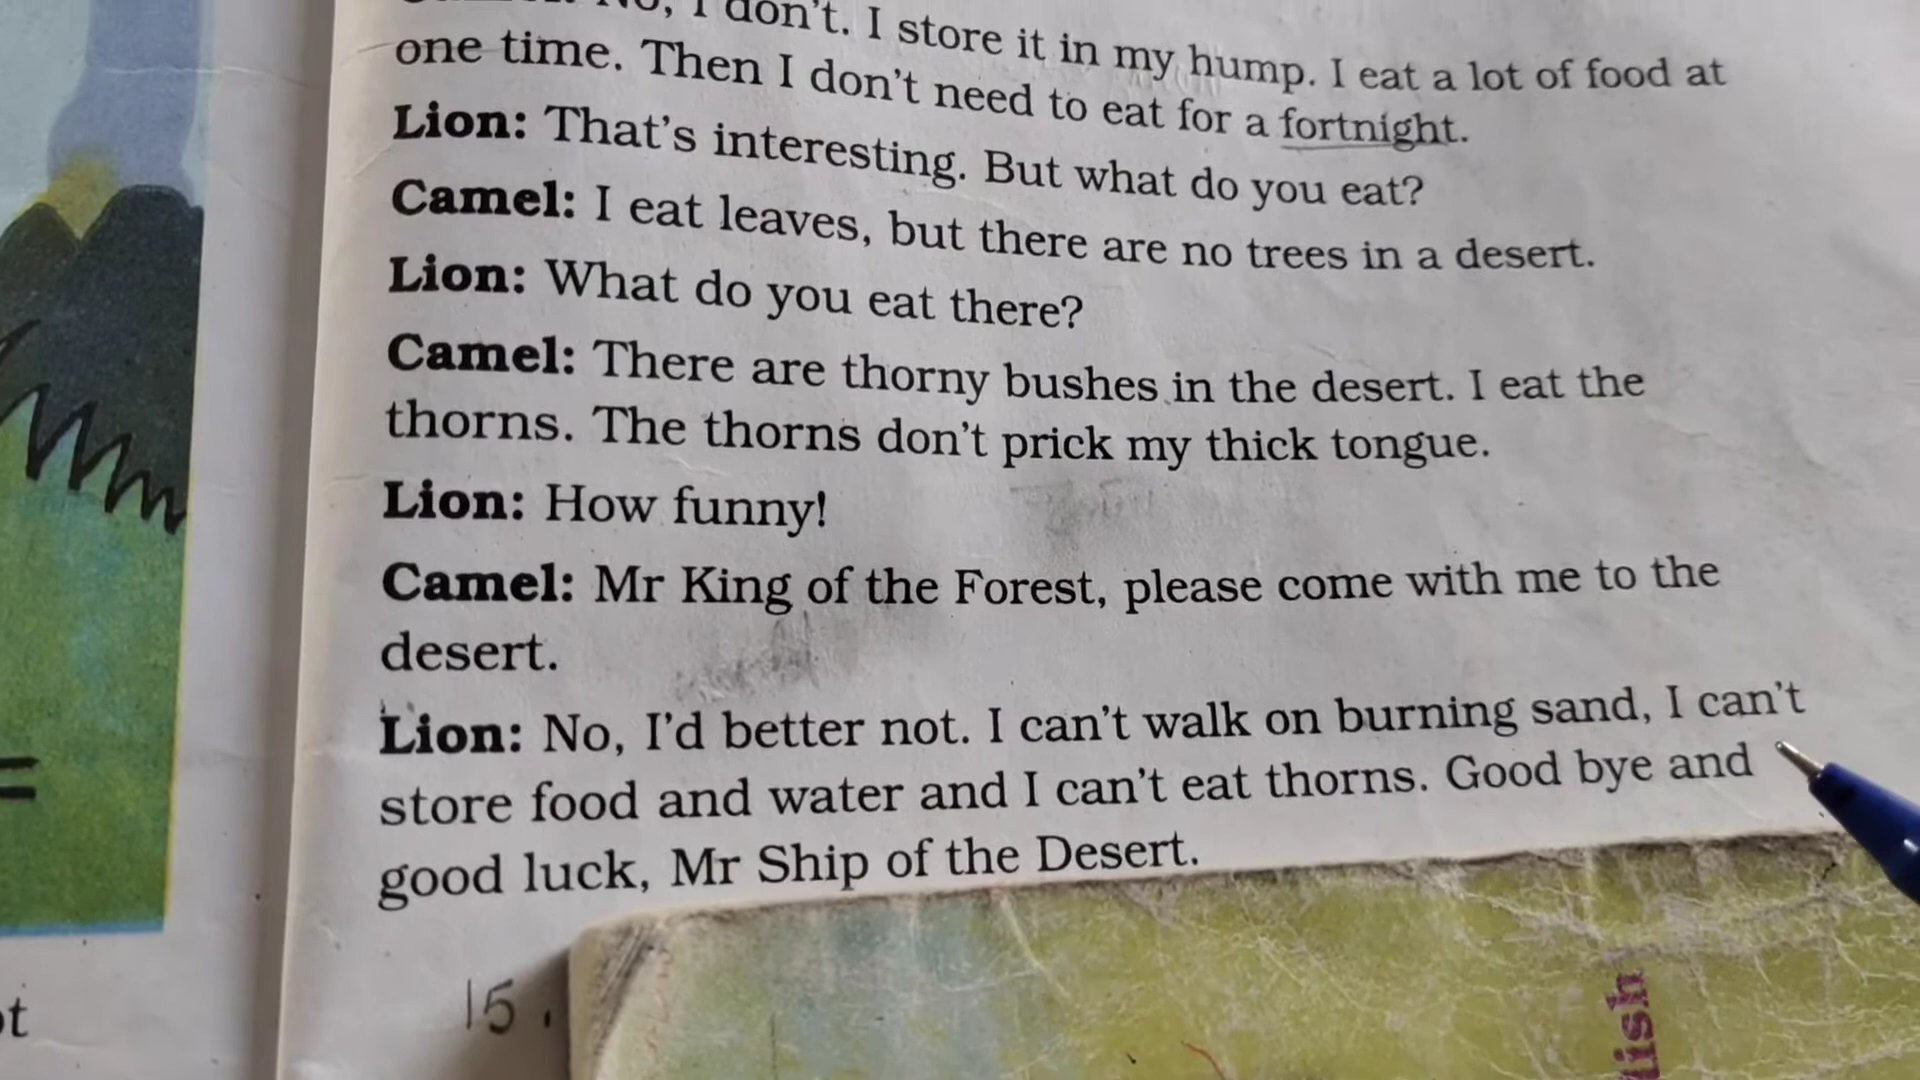 No, I don't. I store it in my hump. I eat a lot of food at
one time. Then I don't need to eat for a fortnight.
Lion: That's interesting. But what do you eat?
Camel: I eat leaves, but there are no trees in a desert.
Lion: What do you eat there?
Camel: There are thorny bushes in the desert. I eat the
thorns. The thorns don't prick my thick tongue.
Lion: How funny!
Camel: Mr King of the Forest, please come with me to the
desert.
Lion: No, I'd better not. I can't walk on burning sand, I can't
store food and water and I can't eat thorns. Good bye and
good luck, Mr Ship of the Desert.
15.